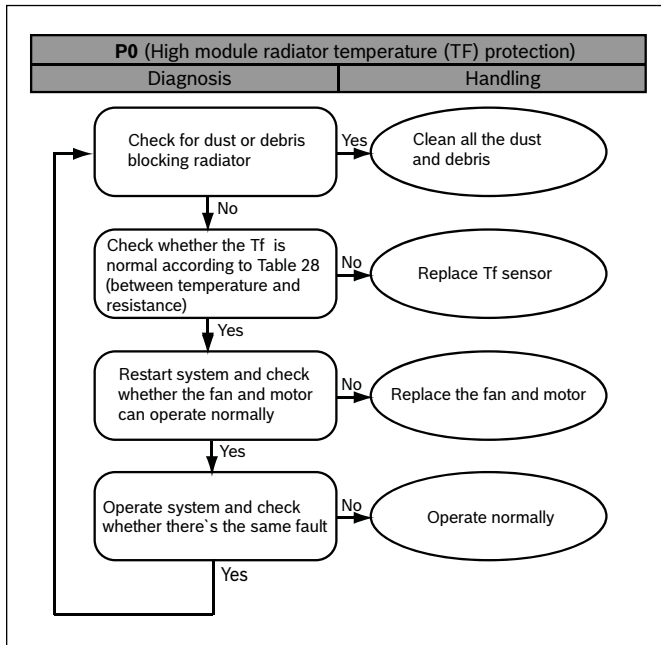 P0 (High module radiator temperature (TF) protection)
Diagnosis
Handling
Check for dust or debris
blocking radiator
Yes
Clean all the dust
and debris
No
Check whether the Tf is
normal according to Table 28
(between temperature and
resistance)
No
Replace Tf sensor
Yes
Restart system and check
whether the fan and motor
can operate normally
No
Replace the fan and motor
Yes
Operate system and check
whether there`s the same fault
No
Operate normally
Yes